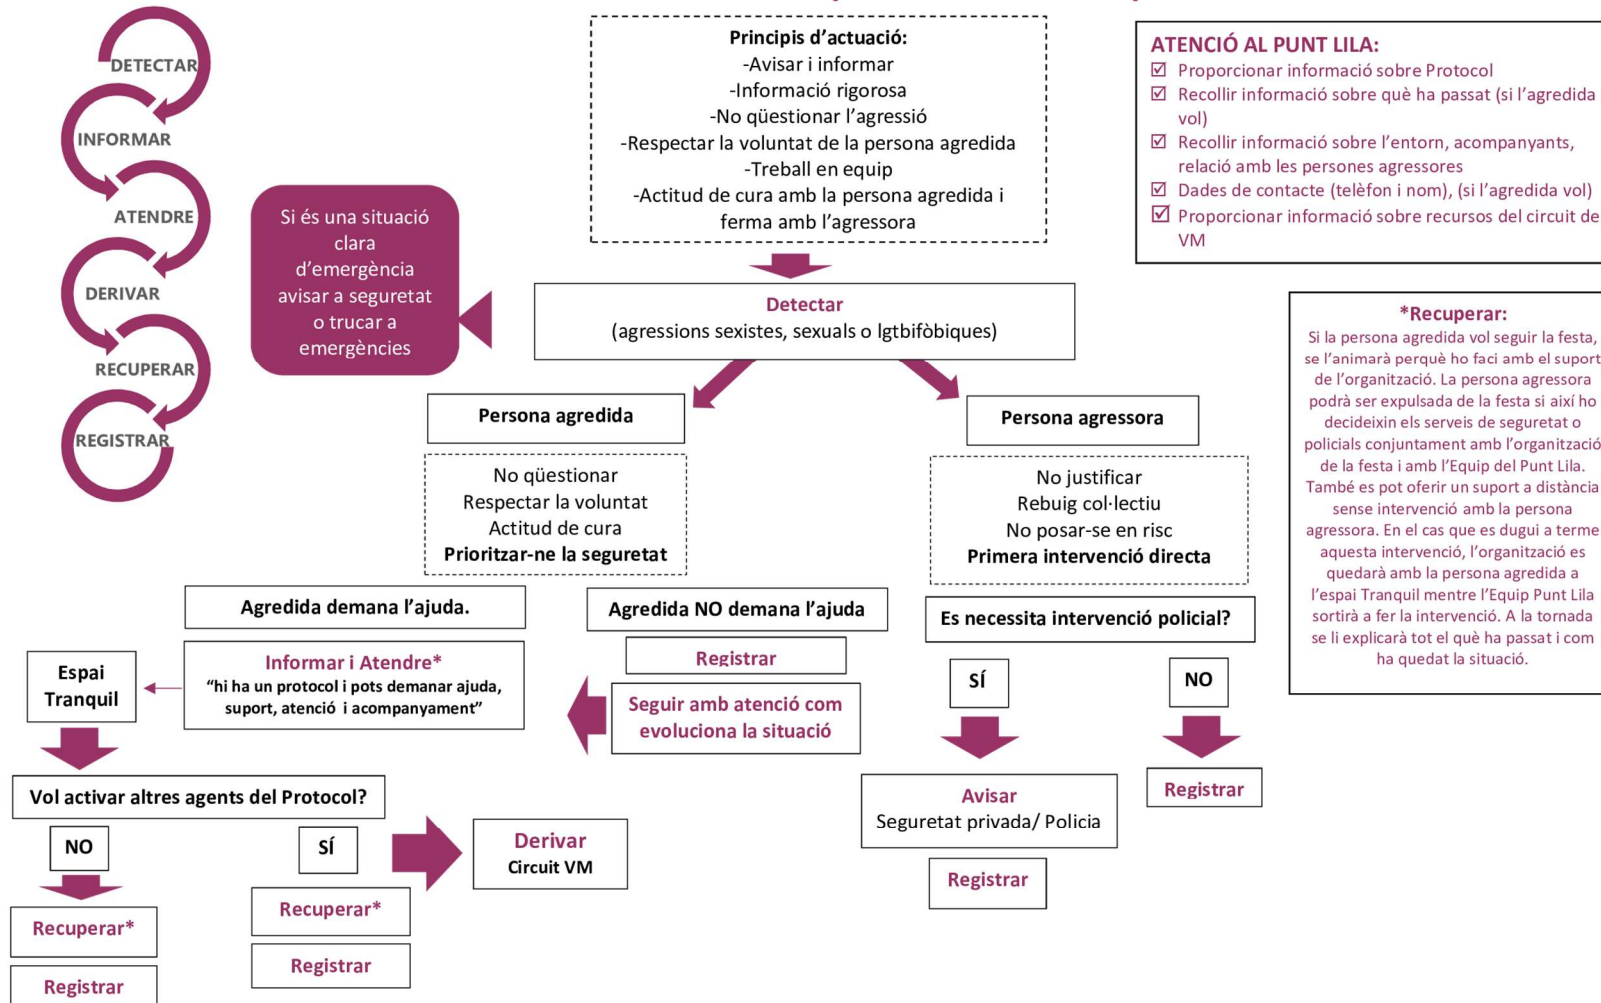 DETECTAR
INFORMAR
ATENDRE
DERIVAR
RECUPERAR
REGISTRAR
Si és una situació
clara
d'emergència
avisar a seguretat
o trucar a
emergències
Principis d'actuació:
-Avisar i informar
-Informació rigorosa
-No qüestionar l'agressió
-Respectar la voluntat de la persona agredida
-Treball en equip
-Actitud de cura amb la persona agredida i
ferma amb l'agressora
ATENCIÓ AL PUNT LILA:
☑ Proporcionar informació sobre Protocol
☑ Recollir informació sobre què ha passat (si l'agredida
vol)
☑ Recollir informació sobre l'entorn, acompanyants,
relació amb les persones agressores
☑ Dades de contacte (telèfon i nom), (si l'agredida vol)
☑ Proporcionar informació sobre recursos del circuit de
VM
Detectar
(agressions sexistes, sexuals o lgtbifòbiques)
*Recuperar:
Si la persona agredida vol seguir la festa,
se l'animarà perquè ho faci amb el suport
de l'organització. La persona agressora
podrà ser expulsada de la festa si així ho
decideixin els serveis de seguretat o
policials conjuntament amb l'organització
de la festa i amb l'Equip del Punt Lila.
També es pot oferir un suport a distància
sense intervenció amb la persona
agressora. En el cas que es dugui a terme
aquesta intervenció, l'organització es
quedarà amb la persona agredida a
l'espai Tranquil mentre l'Equip Punt Lila
sortirà a fer la intervenció. A la tornada
se li explicarà tot el què ha passat i com
ha quedat la situació.
Persona agredida
No qüestionar
Respectar la voluntat
Actitud de cura
Prioritzar-ne la seguretat
Persona agressora
No justificar
Rebuig col·lectiu
No posar-se en risc
Primera intervenció directa
Agredida demana l'ajuda.
Agredida NO demana l'ajuda
Es necessita intervenció policial?
Informar i Atendre*
"hi ha un protocol i pots demanar ajuda,
suport, atenció i acompanyament"
Espai
Tranquil
Registrar
Seguir amb atenció com
evoluciona la situació
SÍ
NO
Avisar
Seguretat privada/ Policia
Registrar
Registrar
Vol activar altres agents del Protocol?
NO
SÍ
Derivar
Circuit VM
Recuperar*
Registrar
Recuperar*
Registrar